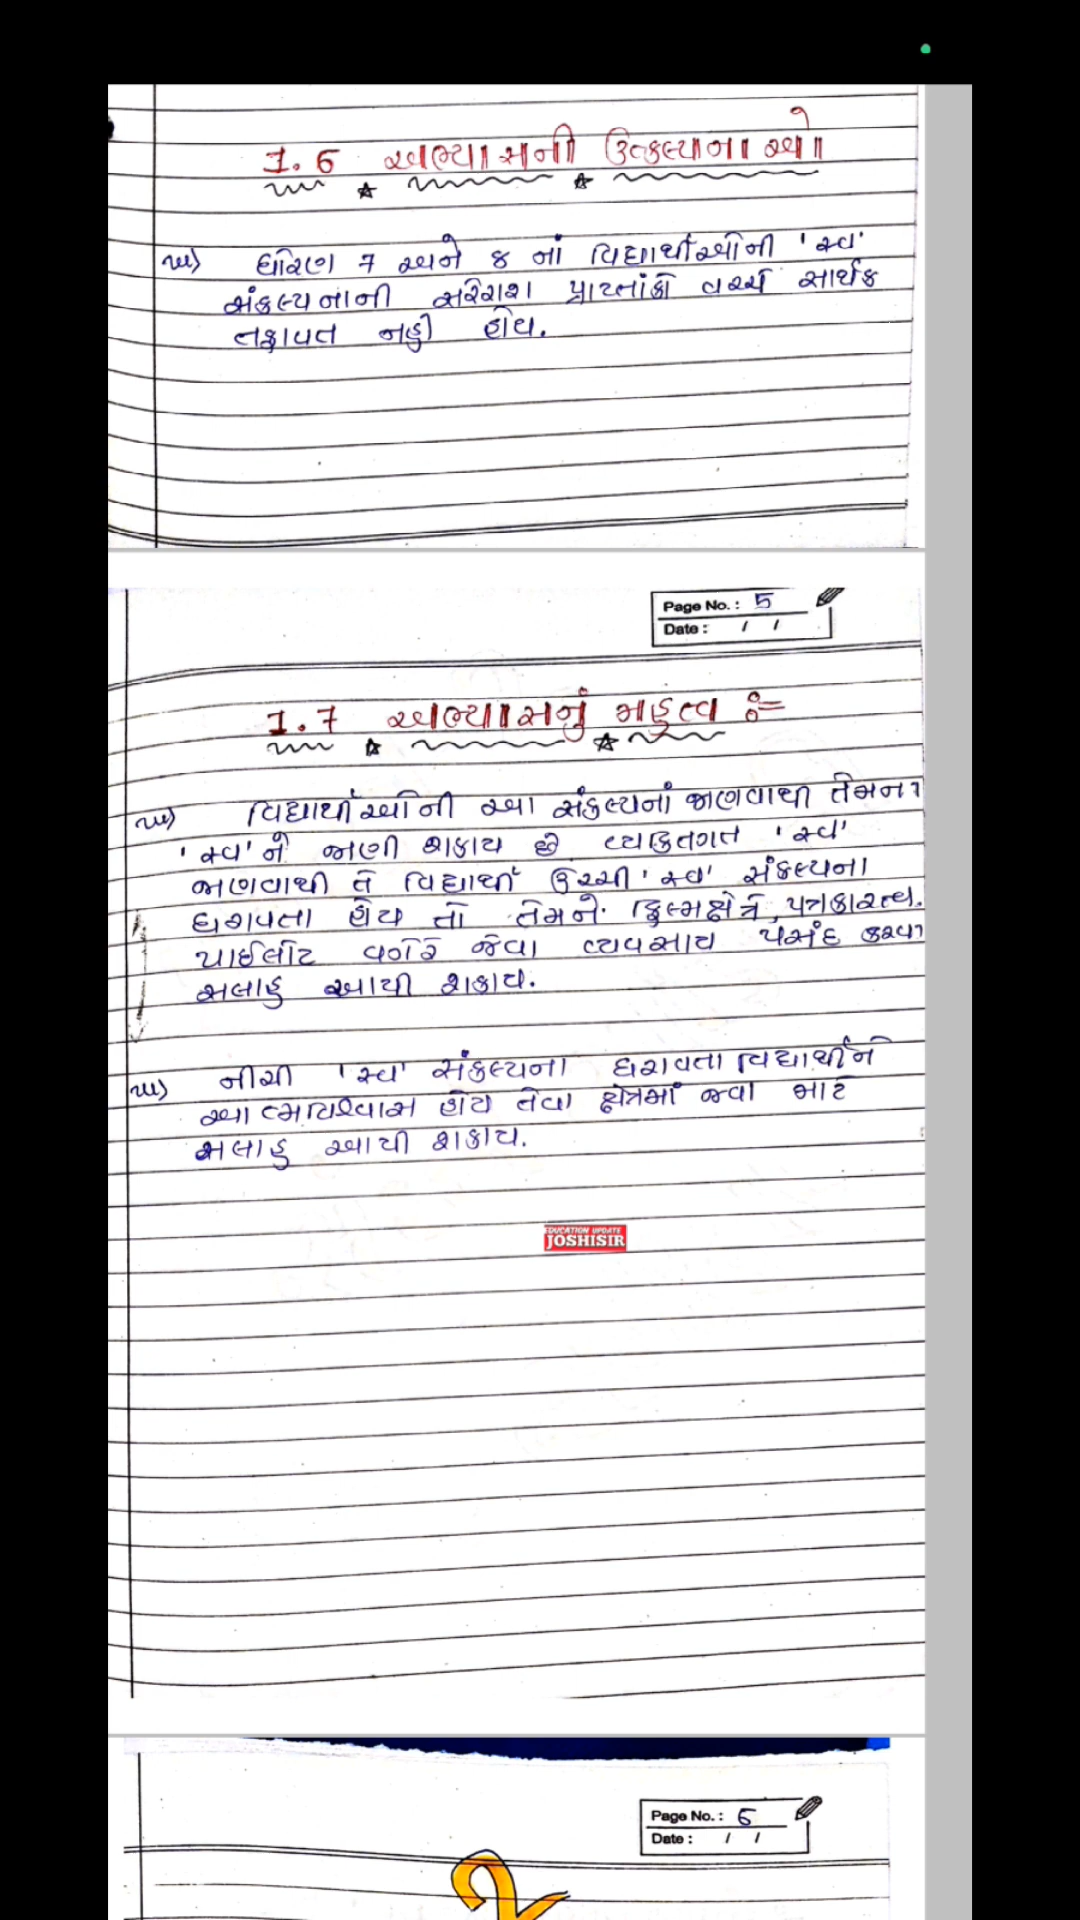 1.6 અભ્યાસની ઉત્કલ્પનાઓ
ધોરણ 7 અને 8 નાં વિદ્યાર્થીઓની 'સ્વ'
સંકલ્પનાની સરેરાશ પ્રાપ્તાંકો વચ્ચે સાર્થક
તફાવત નહીં હોય.
Page No.: 5
Date: / /
1.7 અભ્યાસનું મહત્વ :=
વિદ્યાર્થીઓની આ સંકલ્પનાં જાણવાથી તેમના
'સ્વ' ને જાણી શકાય છે વ્યક્તિગત 'સ્વ'
જાણવાથી તે વિદ્યાર્થી ઉચ્ચી 'સ્વ' સંકલ્પના
ધરાવતા હોય તો તેમને ફિલ્મક્ષેત્રે, પત્રકારત્વ.
પાઈલોટ વગેરે જેવા વ્યવસાય પસંદ કરવા
સલાહ આપી શકાય.
નીચી 'સ્વ' સંકલ્પના ધરાવતા વિદ્યાર્થીને
આત્મવિશ્વાસ હોય તેવા ક્ષેત્રમાં જવા માટે
સલાહ આપી શકાય.
EDUCATION UPDATE
JOSHISIR
Page No.: 6
Date: / /